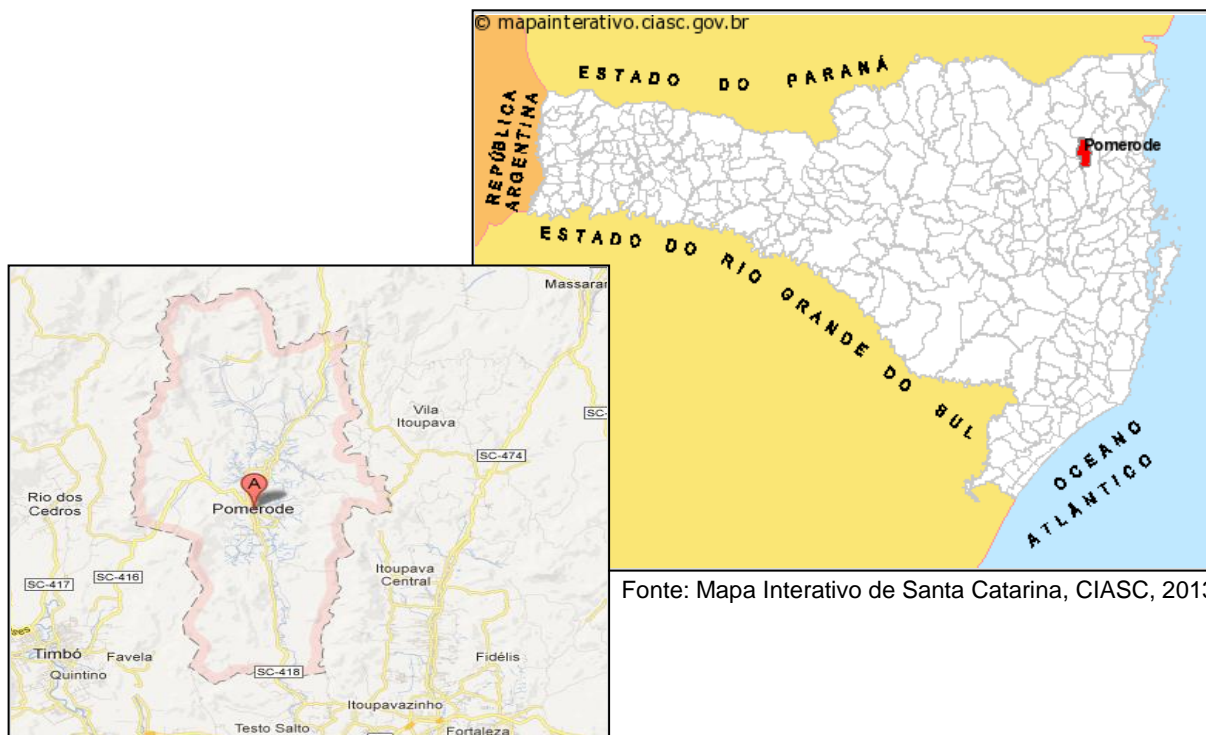 © mapainterativo.ciasc.gov.br
ESTADO DO PARANÁ
REPÚBLICA
ARGENTINA
Pomerode
ESTADO DO RIO GRANDE DO SUL
OCEANO
ATLÂNTICO
Fonte: Mapa Interativo de Santa Catarina, CIASC, 2013
Massarar
Vila
Itoupava
SC-
SC-474
A
Rio dos
Cedros
Pomerode
Itoupava
Central
SC-416
SC-417
Timbó
Favela
Fidélis
Quintino
SC-418
Itoupavazinho
Testo Salto
Fortaleza